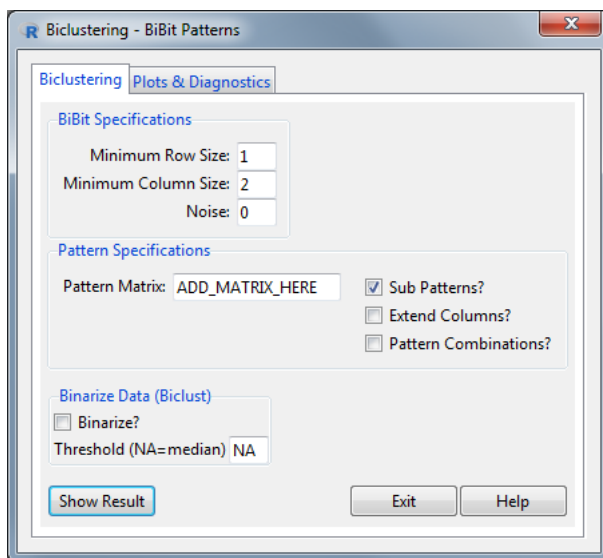 R Biclustering - BiBit Patterns
Biclustering Plots & Diagnostics
BiBit Specifications
Minimum Row Size: 1
Minimum Column Size: 2
Noise: 0
Pattern Specifications
Pattern Matrix: ADD_MATRIX_HERE
Sub Patterns?
Extend Columns?
Pattern Combinations?
Binarize Data (Biclust)
Binarize?
Threshold (NA=median) NA
Show Result Exit Help